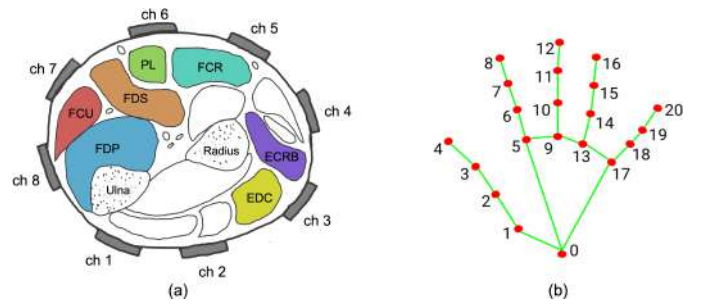 ch 6
ch 5
ch 7
PL
FCR
FDS
ch 4
FCU
FDP
Radius
ECRB
Ulna
ch 8
EDC
ch 3
ch 1
ch 2
(a)
12
8
16
11
7
15
20
6
10
14
19
4
5
9
13
18
3
17
2
1
0
(b)